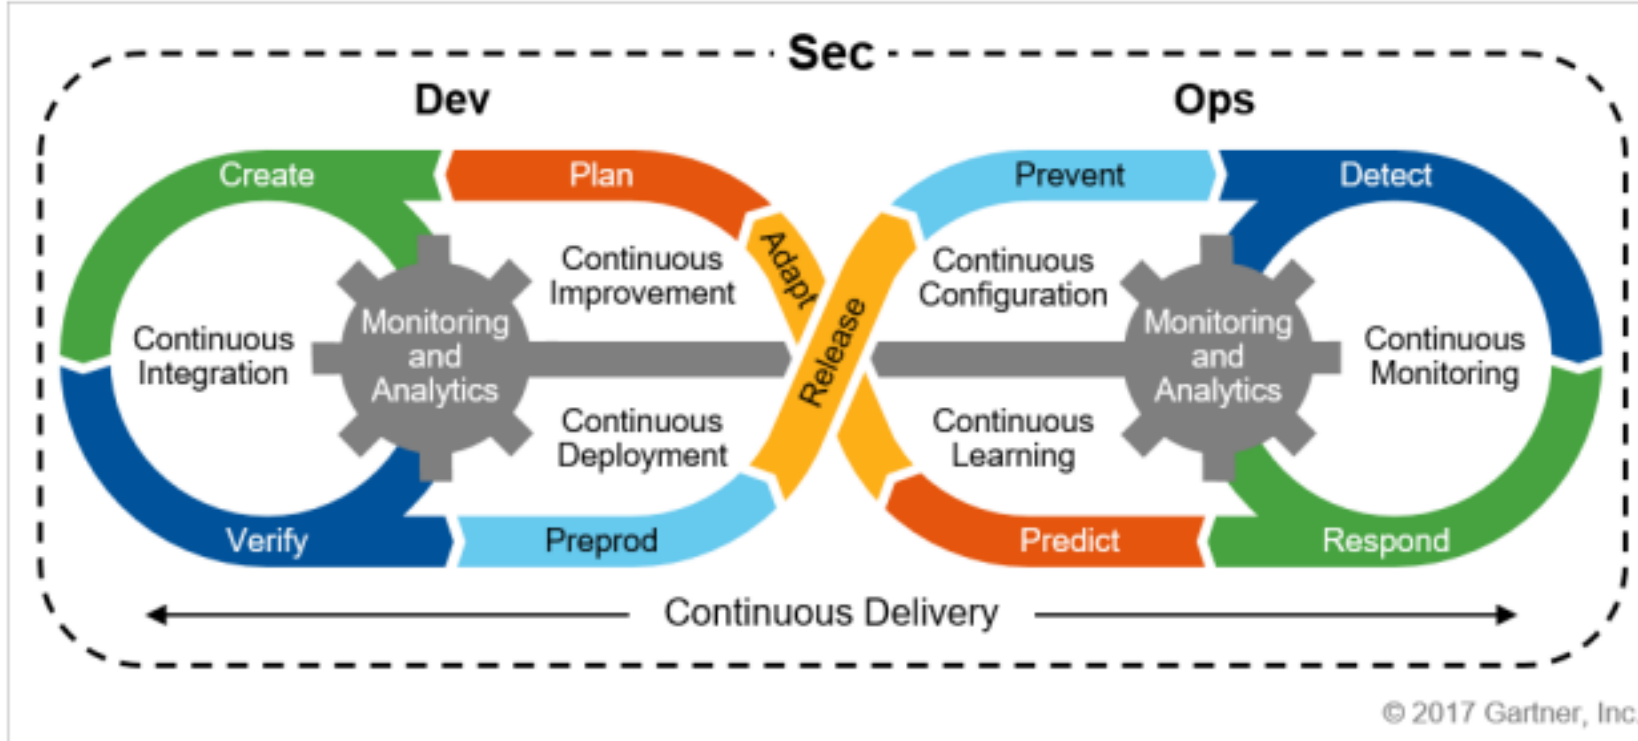 Sec
Dev
Ops
Create
Plan
Prevent
Detect
Adapt
Release
Continuous
Improvement
Continuous
Configuration
Continuous
Integration
Monitoring
and
Analytics
Monitoring
and
Analytics
Continuous
Monitoring
Continuous
Deployment
Continuous
Learning
Verify
Preprod
Predict
Respond
Continuous Delivery
© 2017 Gartner, Inc.